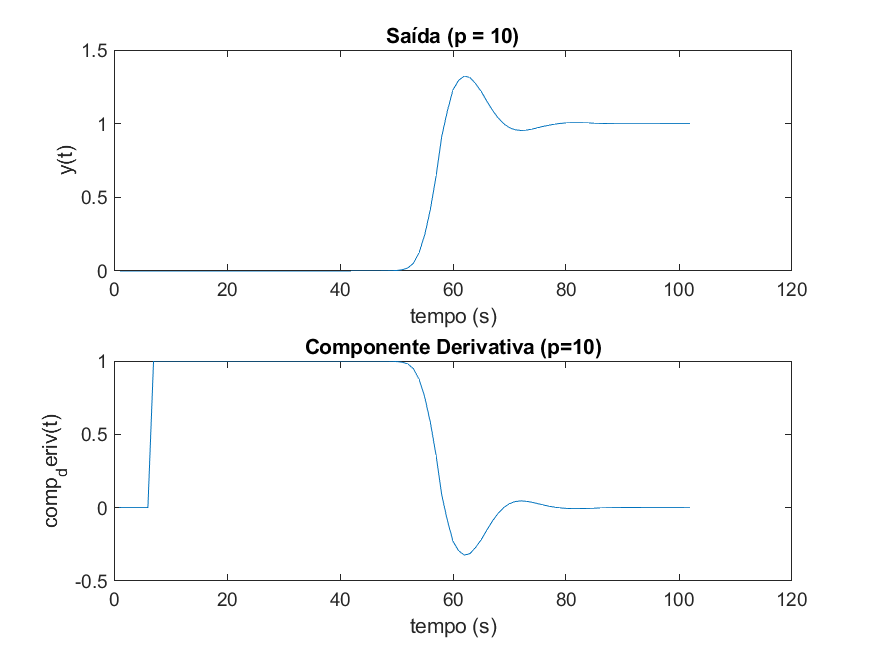 Saída (p = 10)
1.5
1
0.5
0
y(t)
0 20 40 60 80 100 120
tempo (s)
Componente Derivativa (p=10)
1
0.5
0
-0.5
comp_deriv(t)
0 20 40 60 80 100 120
tempo (s)